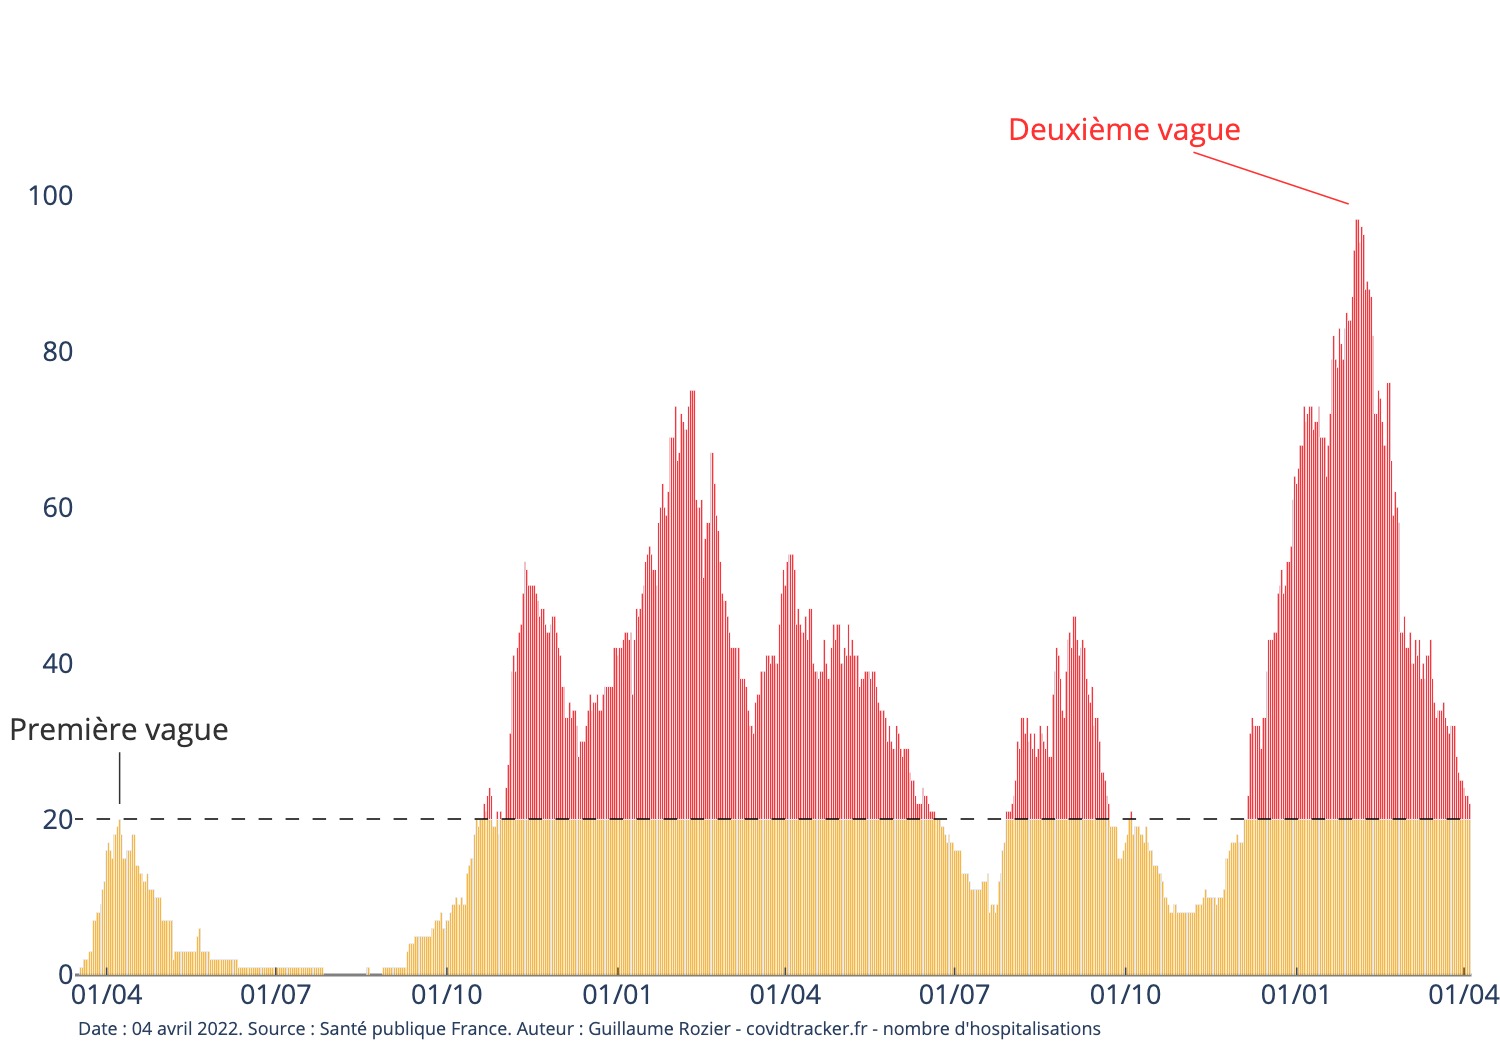 Deuxième vague
100
80
60
40
Première vague
20
0
01/04 01/07 01/10 01/01 01/04 01/07 01/10 01/01 01/04
Date : 04 avril 2022. Source : Santé publique France. Auteur : Guillaume Rozier - covidtracker.fr - nombre d'hospitalisations